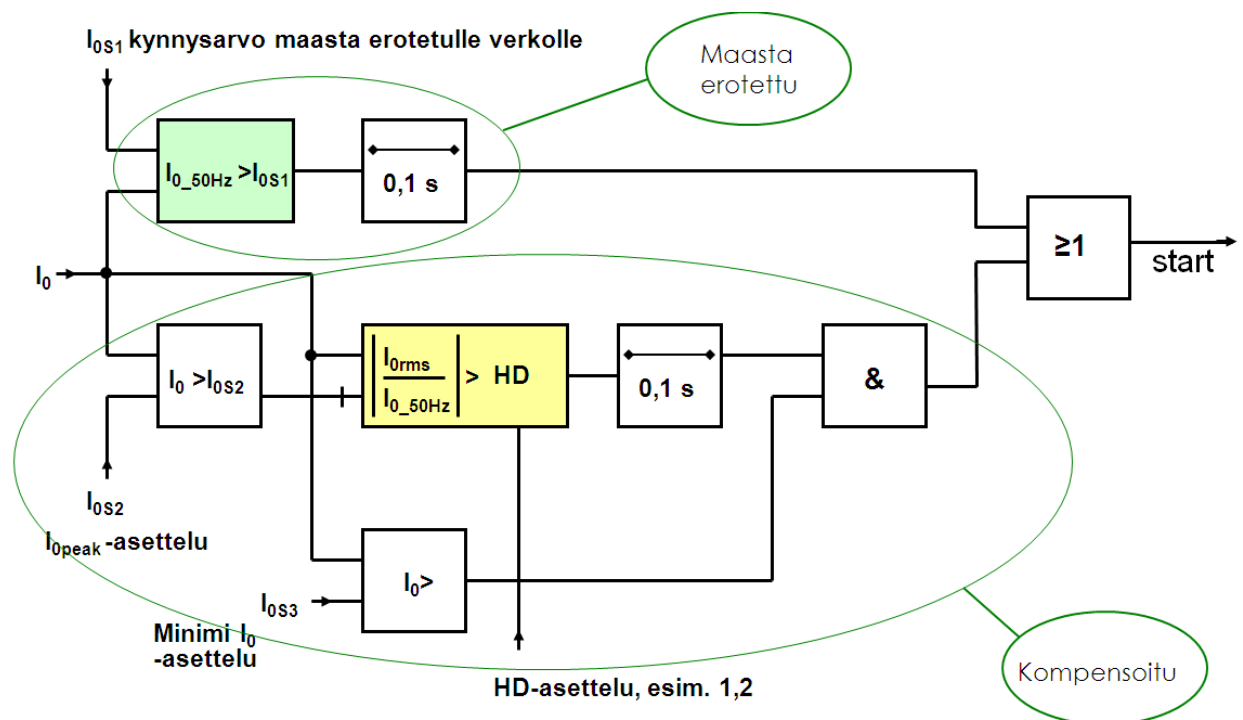 I0S1 kynnysarvo maasta erotetulle verkolle
Maasta
erotettu
I0_50Hz >I0S1
0,1 s
≥1
start
I0
I0 >I0S2
I0rms
I0_50Hz
> HD
0,1 s
&
I0S2
I0peak -asettelu
I0>
I0S3
Minimi I0
-asettelu
Kompensoitu
HD-asettelu, esim. 1,2